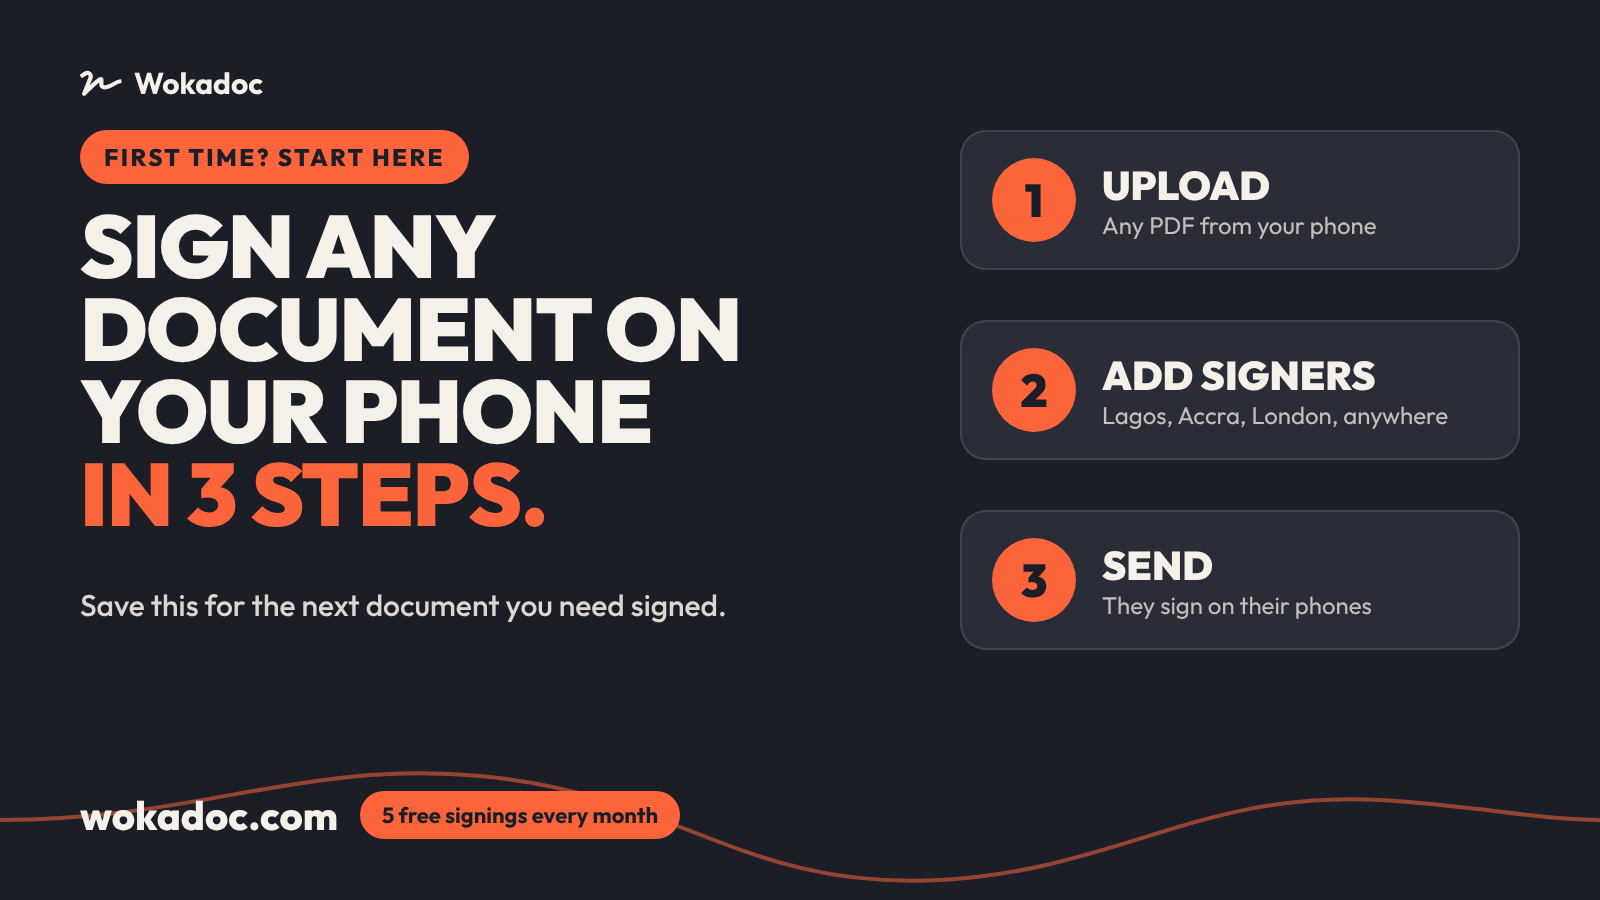 Wokadoc
FIRST TIME? START HERE
SIGN ANY
DOCUMENT ON
YOUR PHONE
IN 3 STEPS.
Save this for the next document you need signed.
1
UPLOAD
Any PDF from your phone
2
ADD SIGNERS
Lagos, Accra, London, anywhere
3
SEND
They sign on their phones
wokadoc.com
5 free signings every month